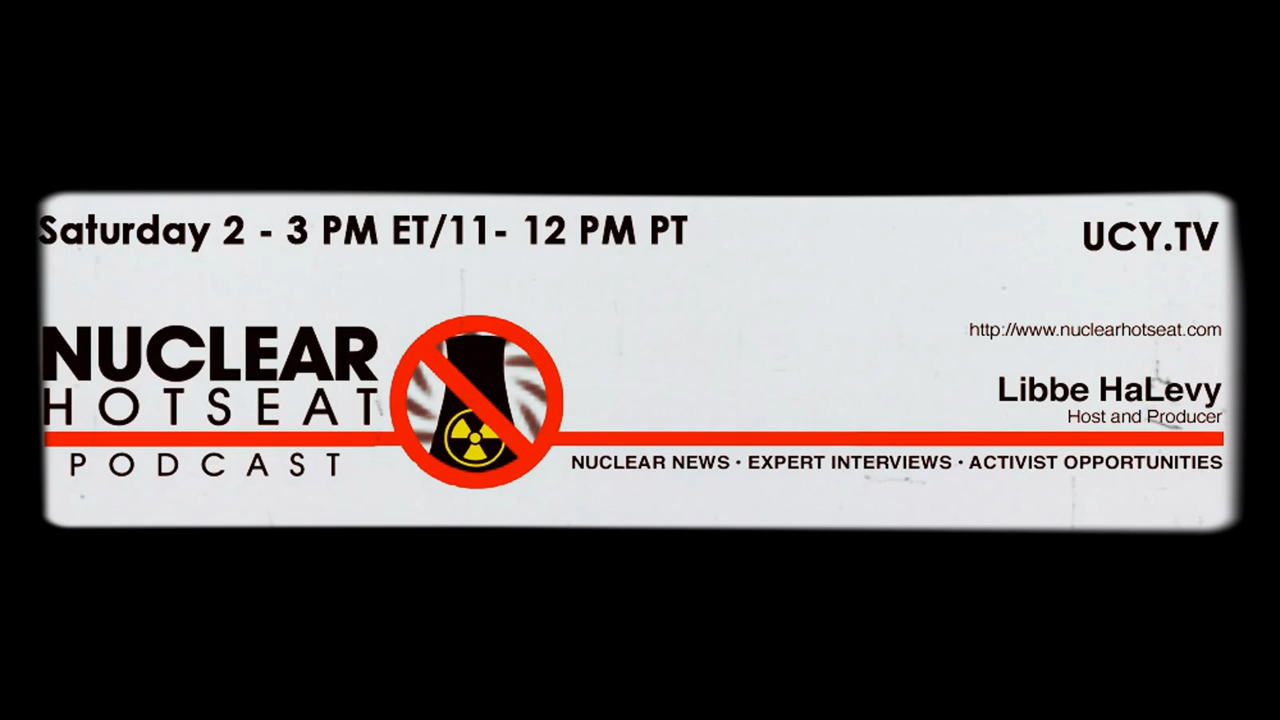 Saturday 2 - 3 PM ET/11- 12 PM PT
UCY.TV
http://www.nuclearhotseat.com
NUCLEAR
HOTSEAT
PODCAST
Libbe HaLevy
Host and Producer
NUCLEAR NEWS · EXPERT INTERVIEWS · ACTIVIST OPPORTUNITIES